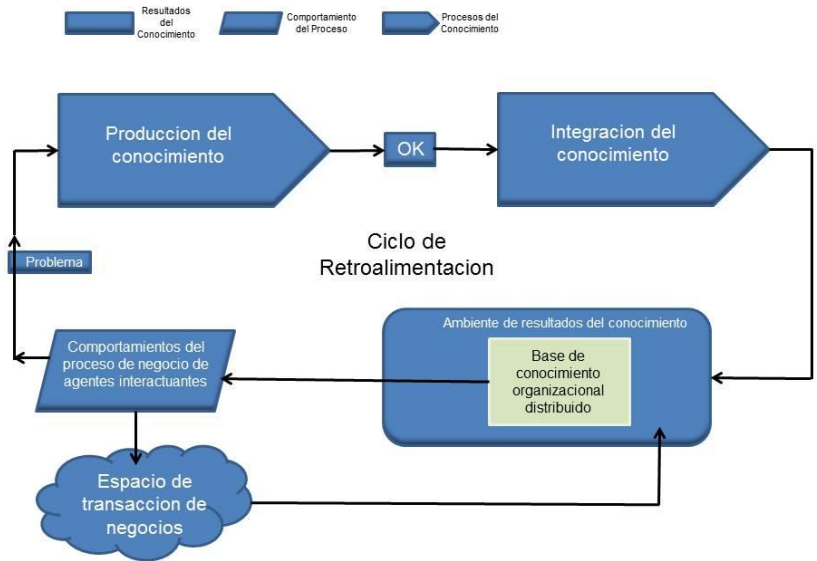 Resultados
del
Conocimiento
Comportamiento
del Proceso
Procesos del
Conocimiento
Produccion del
conocimiento
OK
Integracion del
conocimiento
Ciclo de
Retroalimentacion
Problema
Ambiente de resultados del conocimiento
Base de
conocimiento
organizacional
distribuido
Comportamientos del
proceso de negocio de
agentes interactuantes
Espacio de
transaccion de
negocios